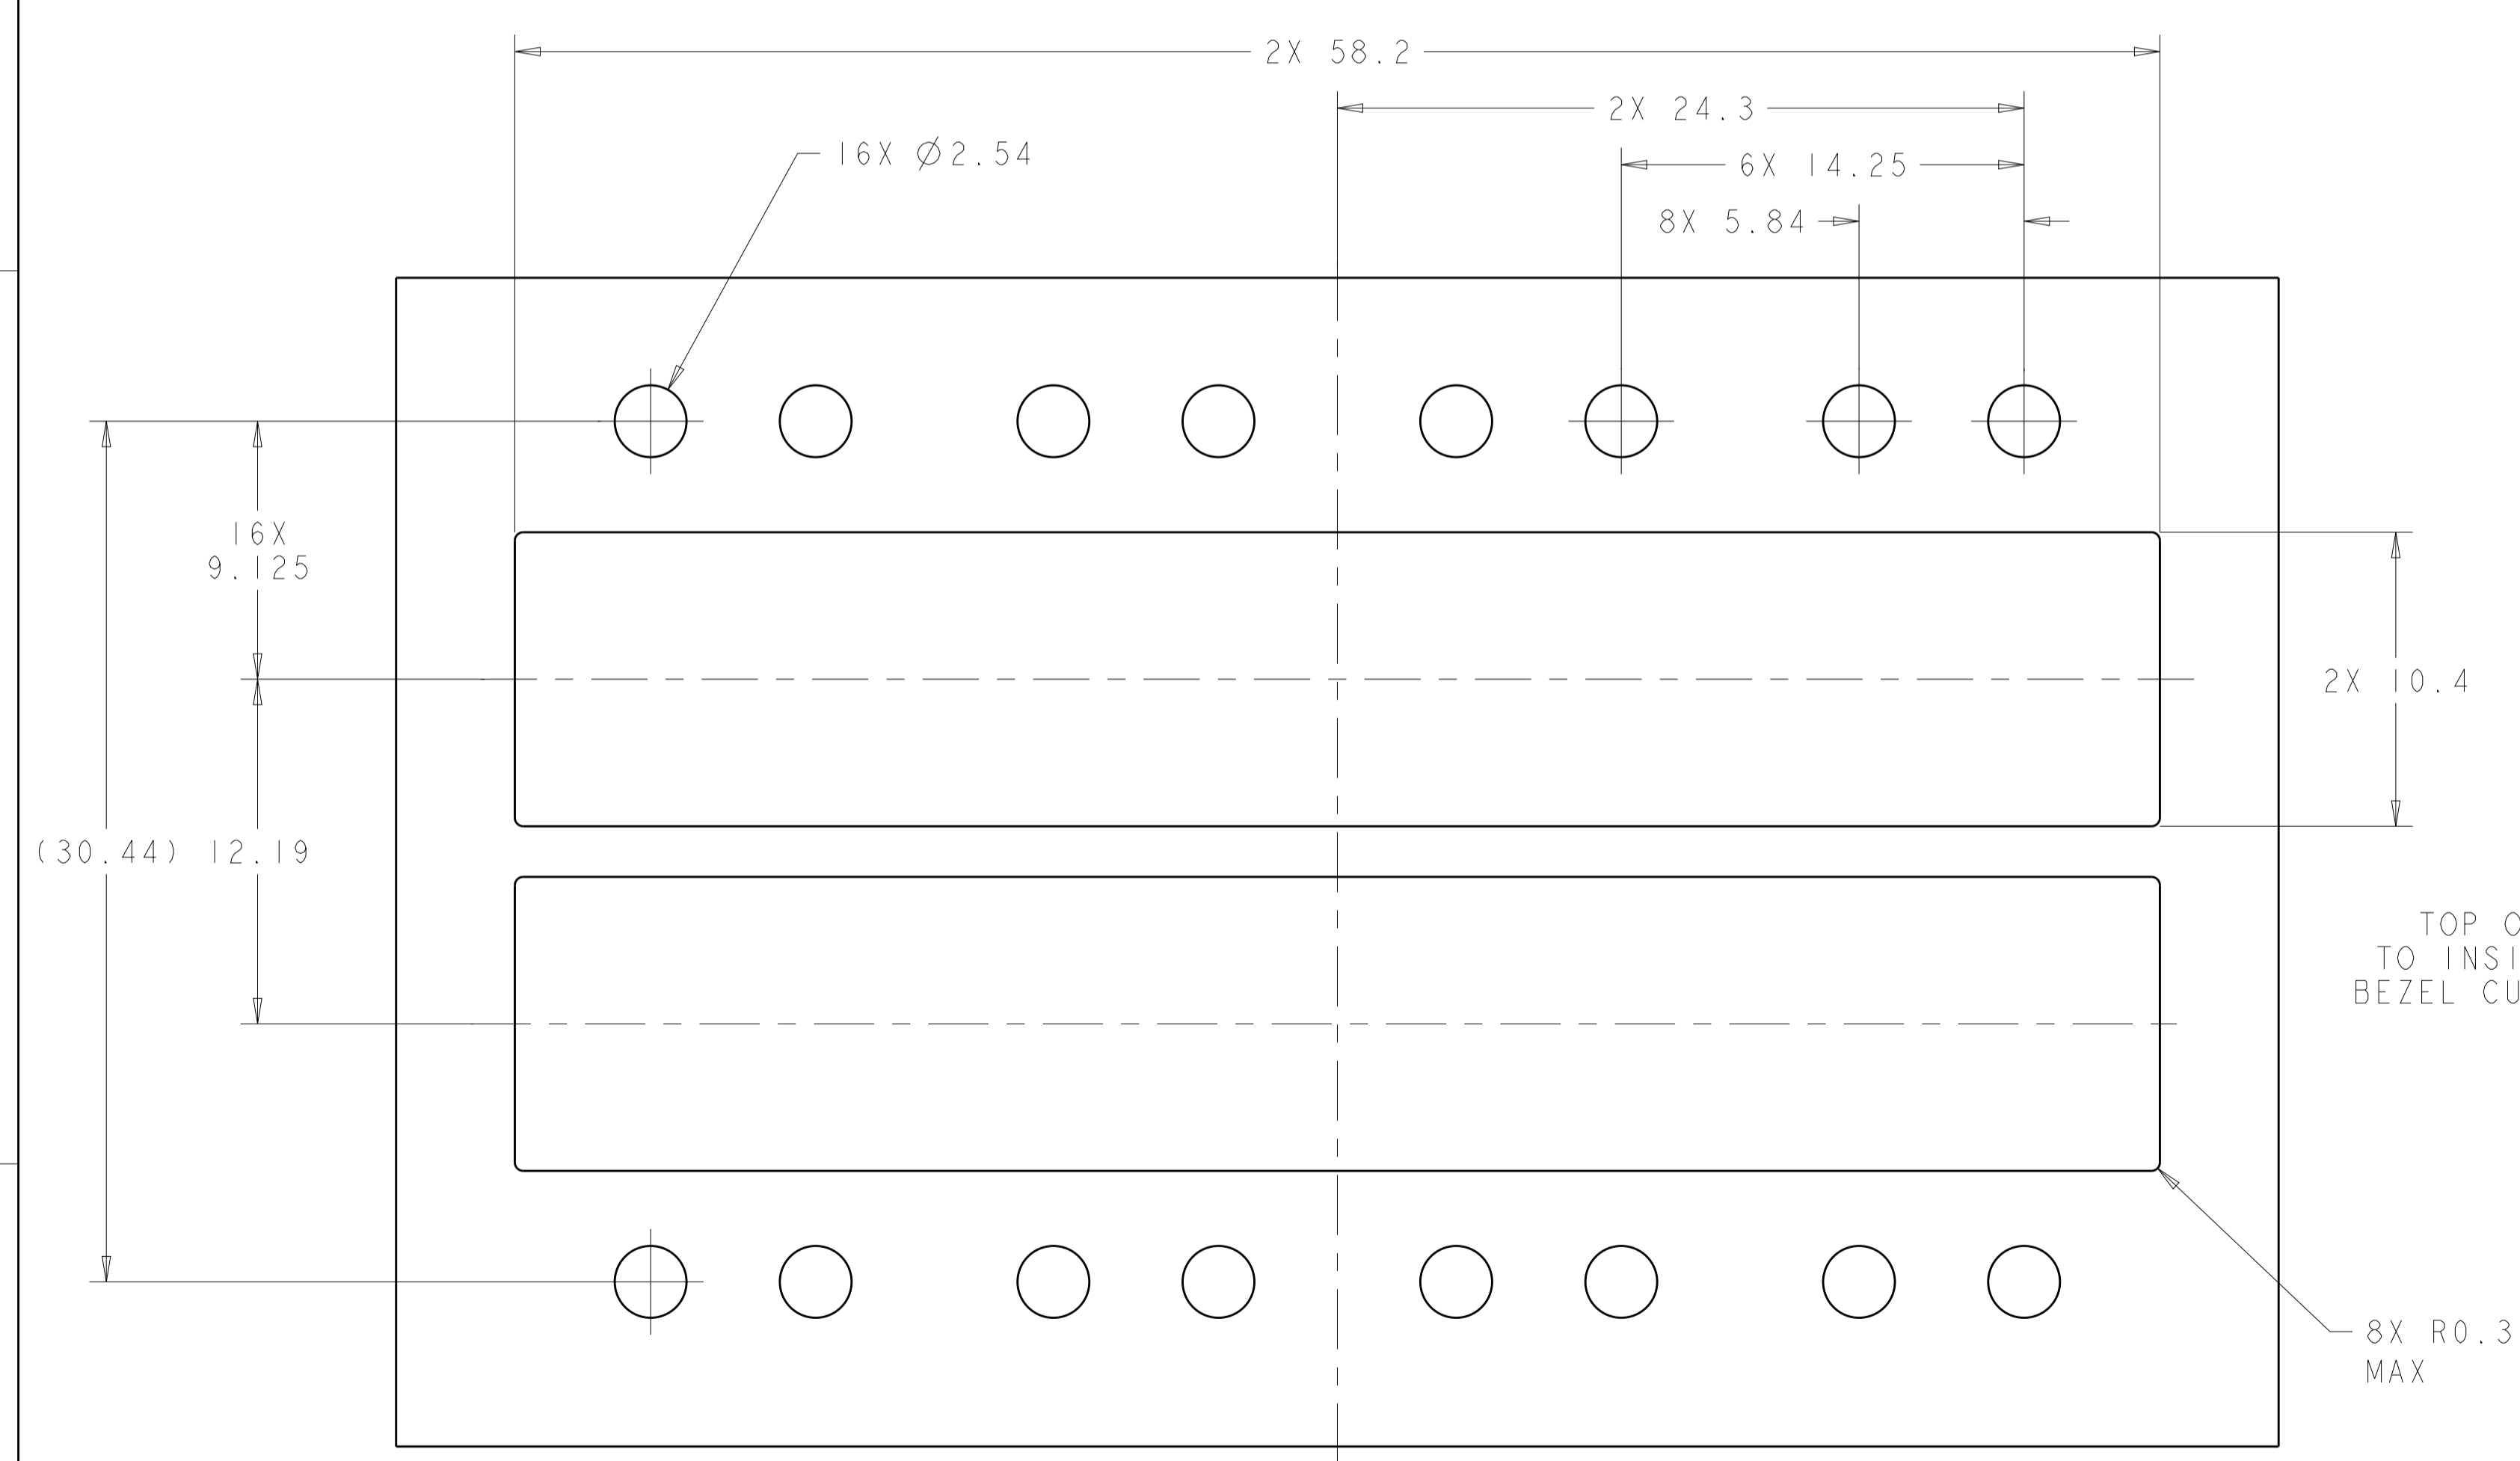 2X 58.2
2X 24.3
16X Ø2.54
6X 14.25
8X 5.84
16X
9.125
2X 10.4
(30.44)
12.19
TOP
TO
BEZEL
8X R0.3
MAX